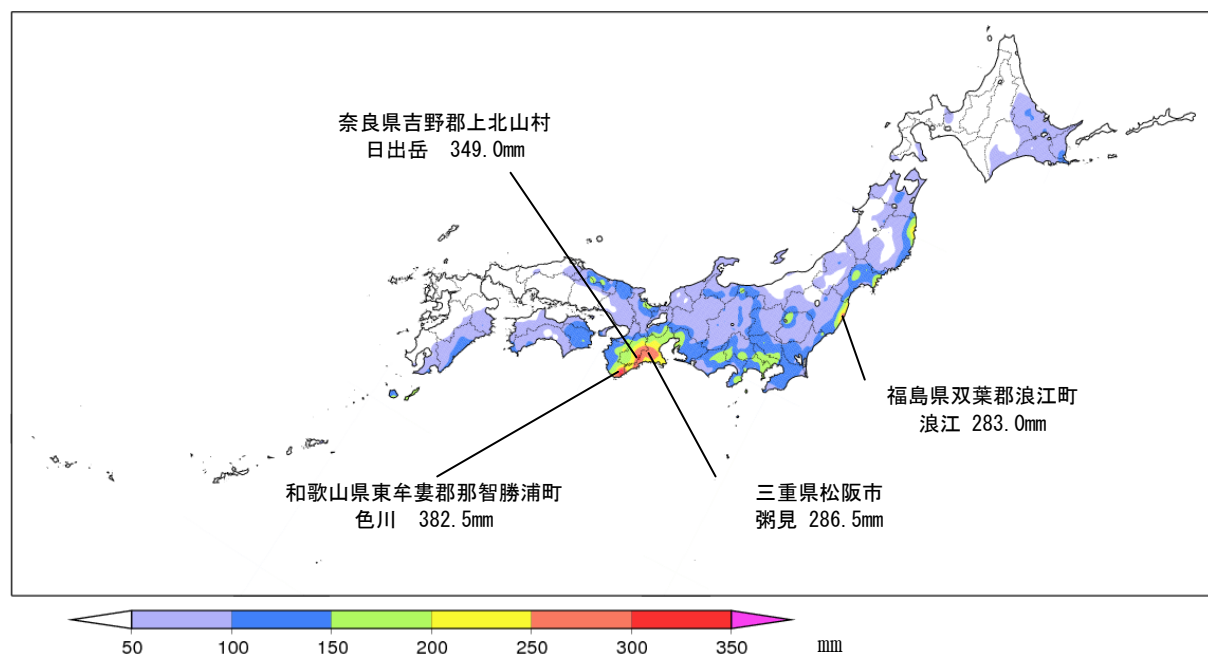 奈良県吉野郡上北山村
日出岳 349.0mm
福島県双葉郡浪江町
浪江 283.0mm
和歌山県東牟婁郡那智勝浦町
色川 382.5mm
三重県松阪市
粥見 286.5mm
50 100 150 200 250 300 350 mm